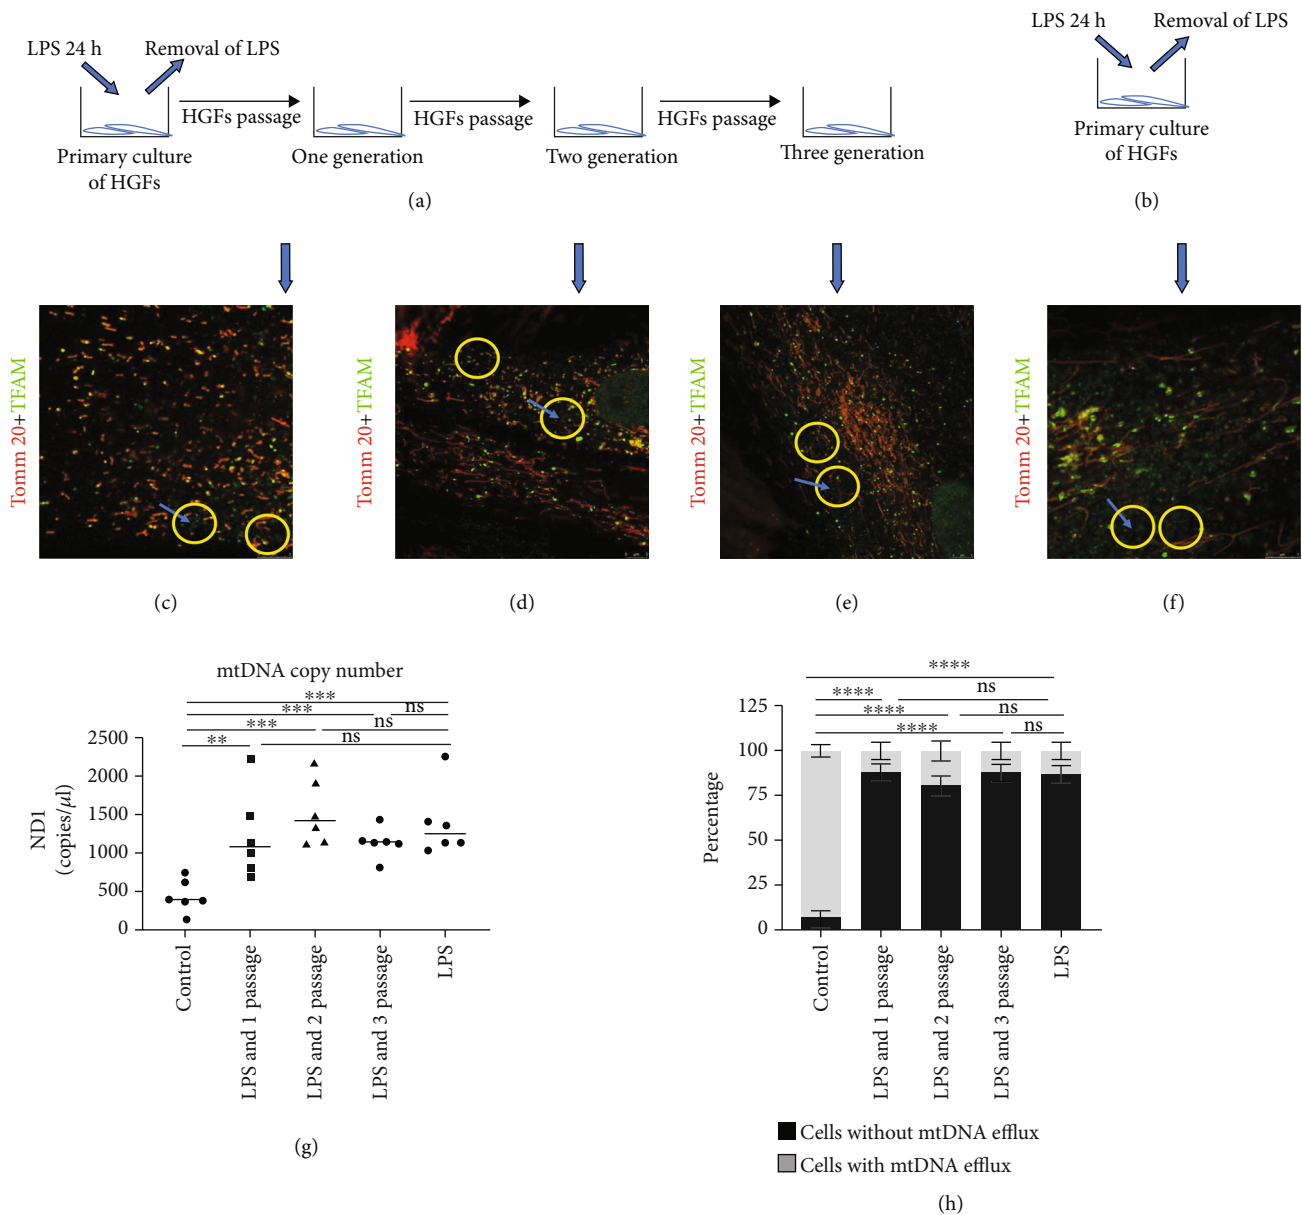 LPS 24 h
Removal of LPS
HGFs passage
HGFs passage
HGFs passage
Primary culture
of HGFs
One generation
Two generation
Three generation
(a)
LPS 24 h
Removal of LPS
Primary culture
of HGFs
(b)
Tomm 20+TFAM
(c)
Tomm 20+TFAM
(d)
Tomm 20+TFAM
(e)
Tomm 20+TFAM
(f)
mtDNA copy number
***
***
ns
***
ns
**
ns
ND1
(copies/μl)
2500
2000
1500
1000
500
0
Control
LPS and 1 passage
LPS and 2 passage
LPS and 3 passage
LPS
(g)
****
****
ns
****
ns
****
ns
Percentage
125
100
75
50
25
0
Control
LPS and 1 passage
LPS and 2 passage
LPS and 3 passage
LPS
Cells without mtDNA efflux
Cells with mtDNA efflux
(h)